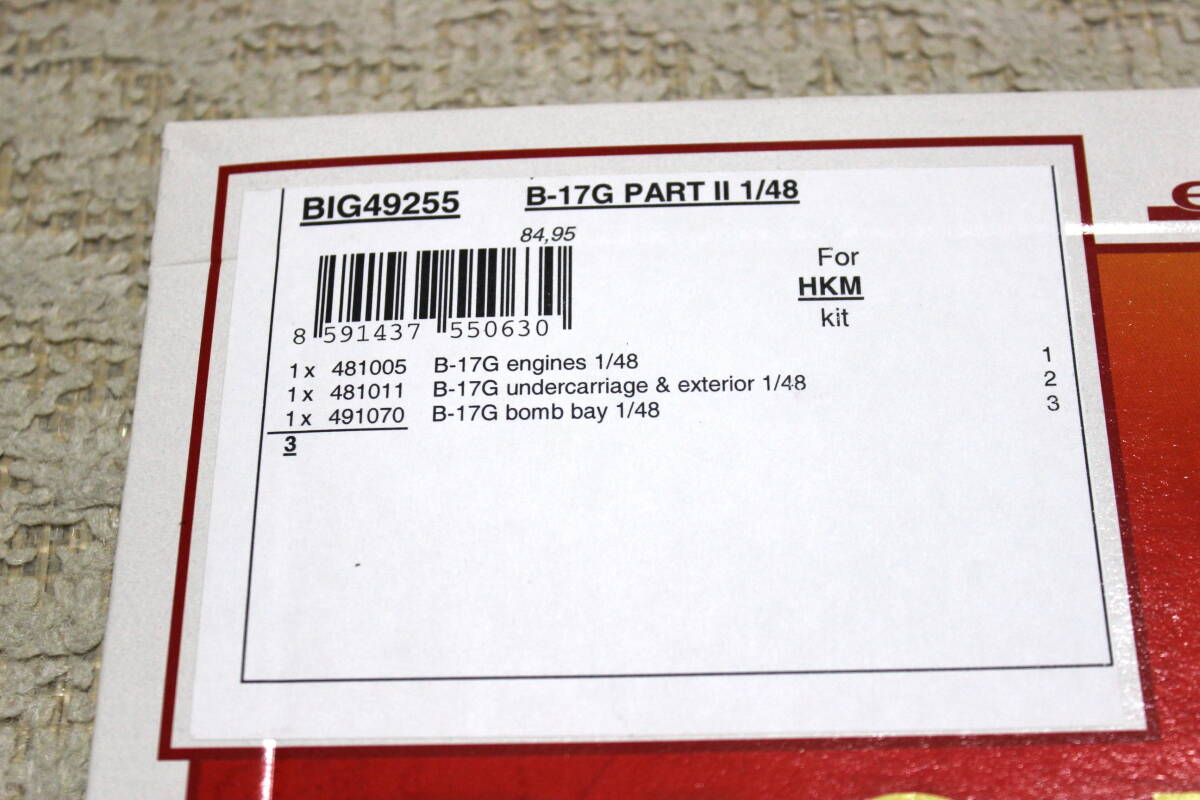 BIG49255 B-17G PART II 1/48
84,95
For
HKM
kit
8 591437 550630
1 x 481005 B-17G engines 1/48 1
1 x 481011 B-17G undercarriage & exterior 1/48 2
1 x 491070 B-17G bomb bay 1/48 3
3
e